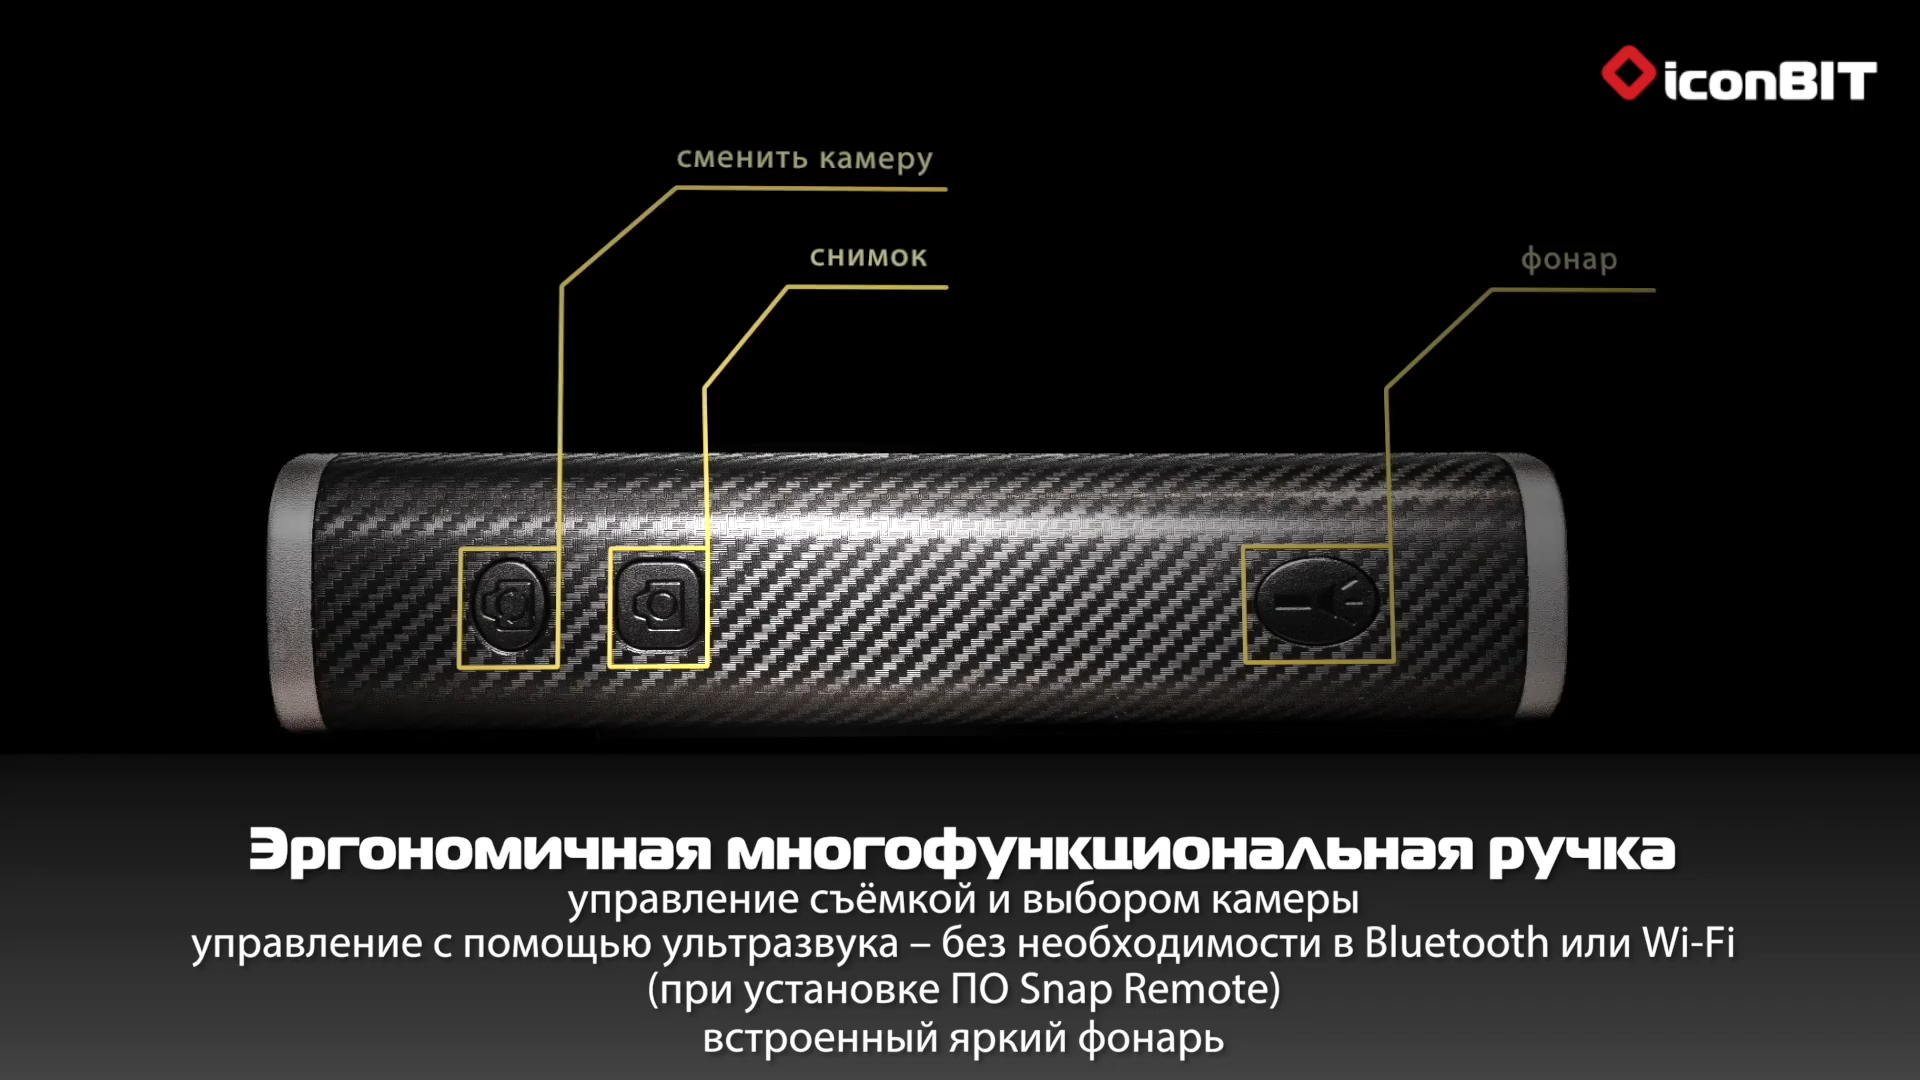 iconBIT
сменить камеру
снимок
фонар
Эргономичная многофункциональная ручка
управление съёмкой и выбором камеры
управление с помощью ультразвука – без необходимости в Bluetooth или Wi-Fi
(при установке ПО Snap Remote)
встроенный яркий фонарь